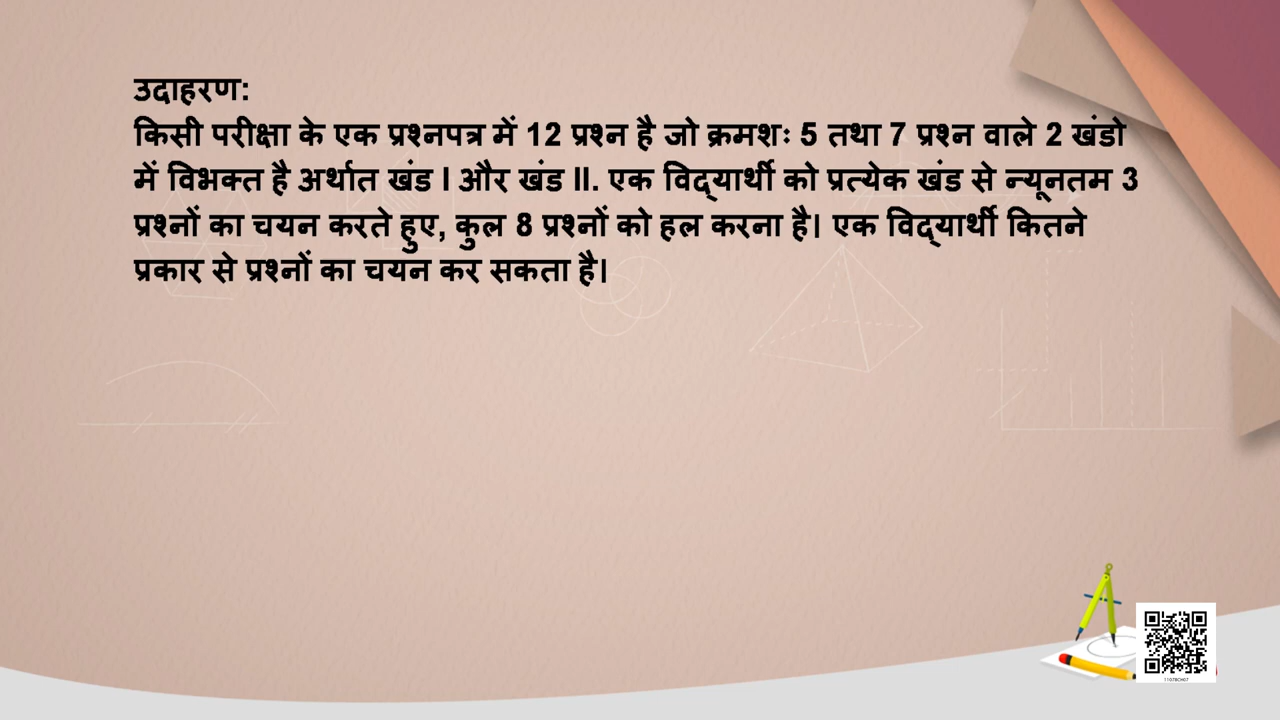 उदाहरण:
किसी परीक्षा के एक प्रश्नपत्र में 12 प्रश्न है जो क्रमशः 5 तथा 7 प्रश्न वाले 2 खंडो
में विभक्त है अर्थात खंड I और खंड II. एक विद्यार्थी को प्रत्येक खंड से न्यूनतम 3
प्रश्नों का चयन करते हुए, कुल 8 प्रश्नों को हल करना है। एक विद्यार्थी कितने
प्रकार से प्रश्नों का चयन कर सकता है।